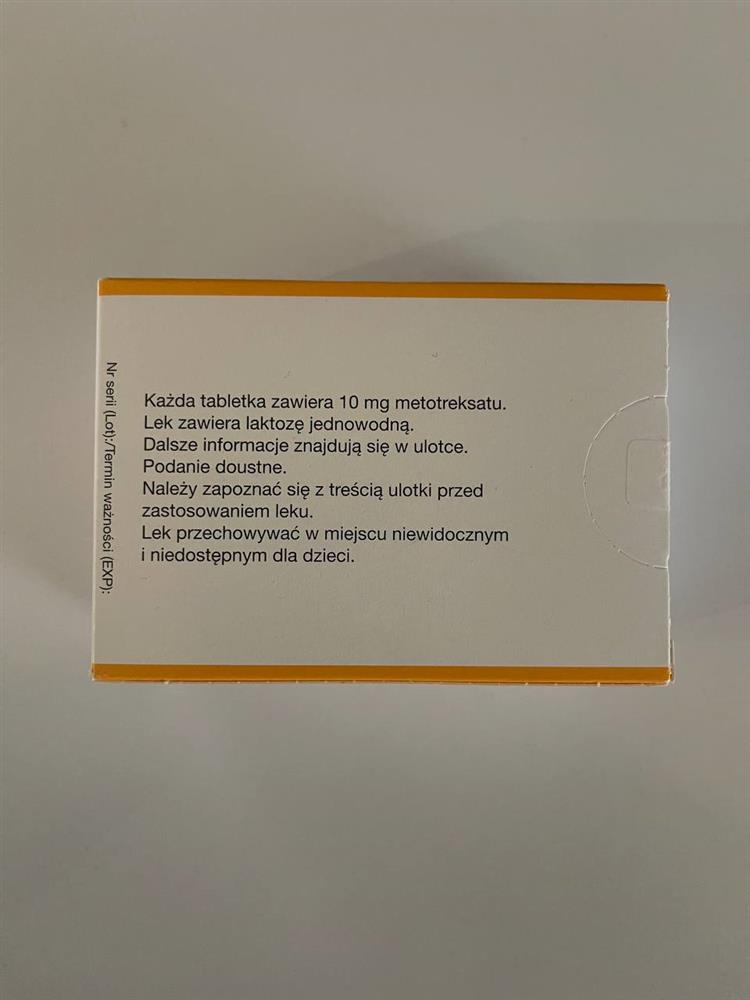 Nr serii (Lot):/Termin ważności (EXP):
Każda tabletka zawiera 10 mg metotreksatu.
Lek zawiera laktozę jednowodną.
Dalsze informacje znajdują się w ulotce.
Podanie doustne.
Należy zapoznać się z treścią ulotki przed
zastosowaniem leku.
Lek przechowywać w miejscu niewidocznym
i niedostępnym dla dzieci.